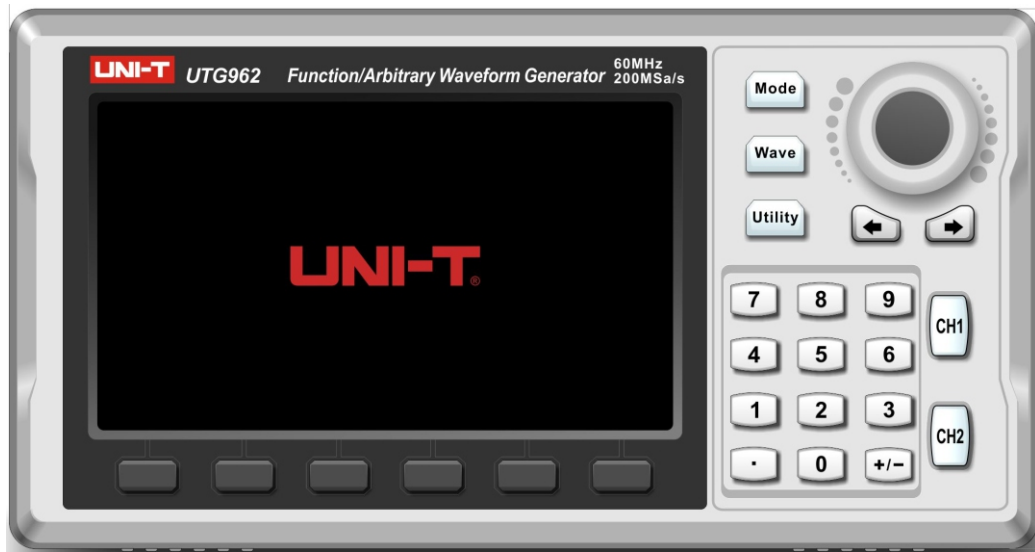 UNI-T UTG962 Function/Arbitrary Waveform Generator 60MHz
200MSa/s
UNI-T®
Mode
Wave
Utility
7 8 9
4 5 6
1 2 3
. 0 +/−
CH1
CH2